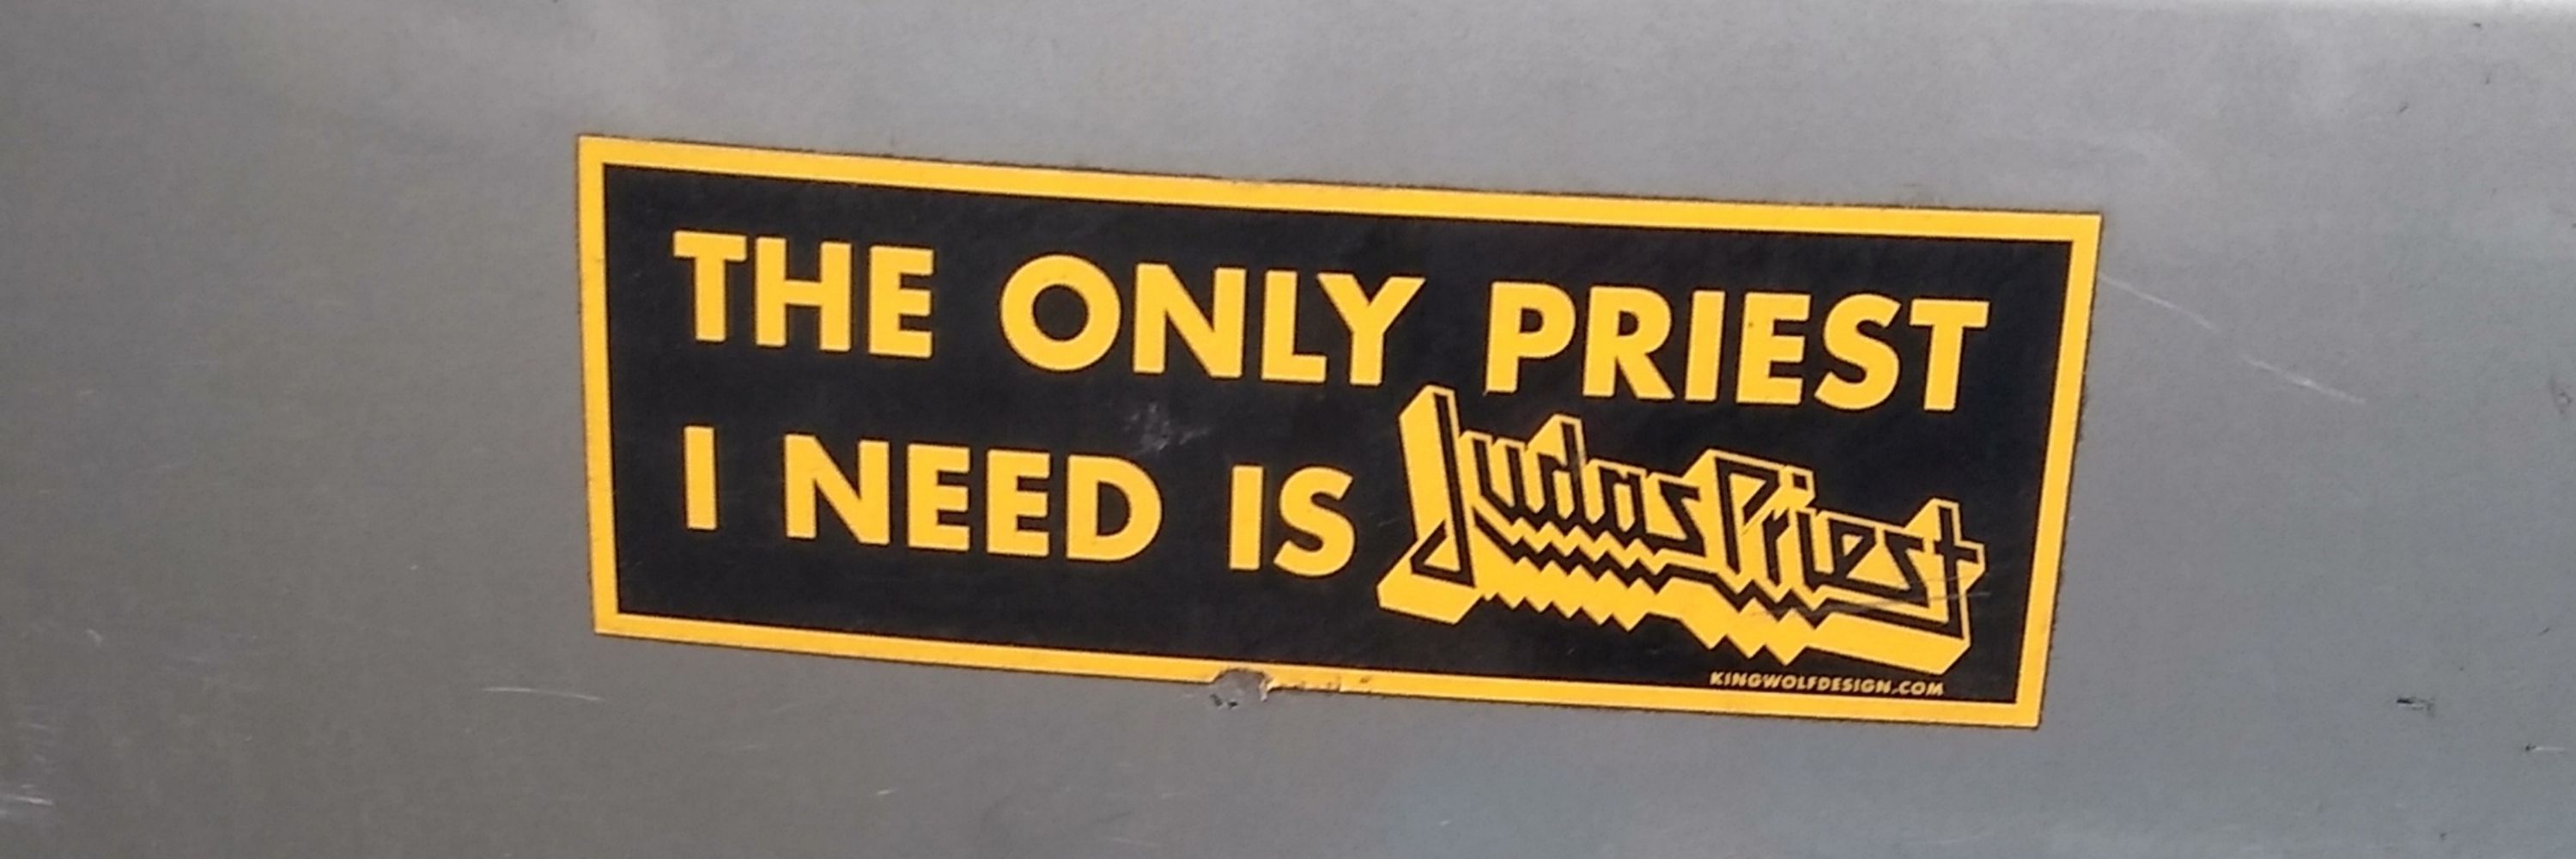 THE ONLY PRIEST
I NEED IS Judas Priest
KINGWOLFDESIGN.COM